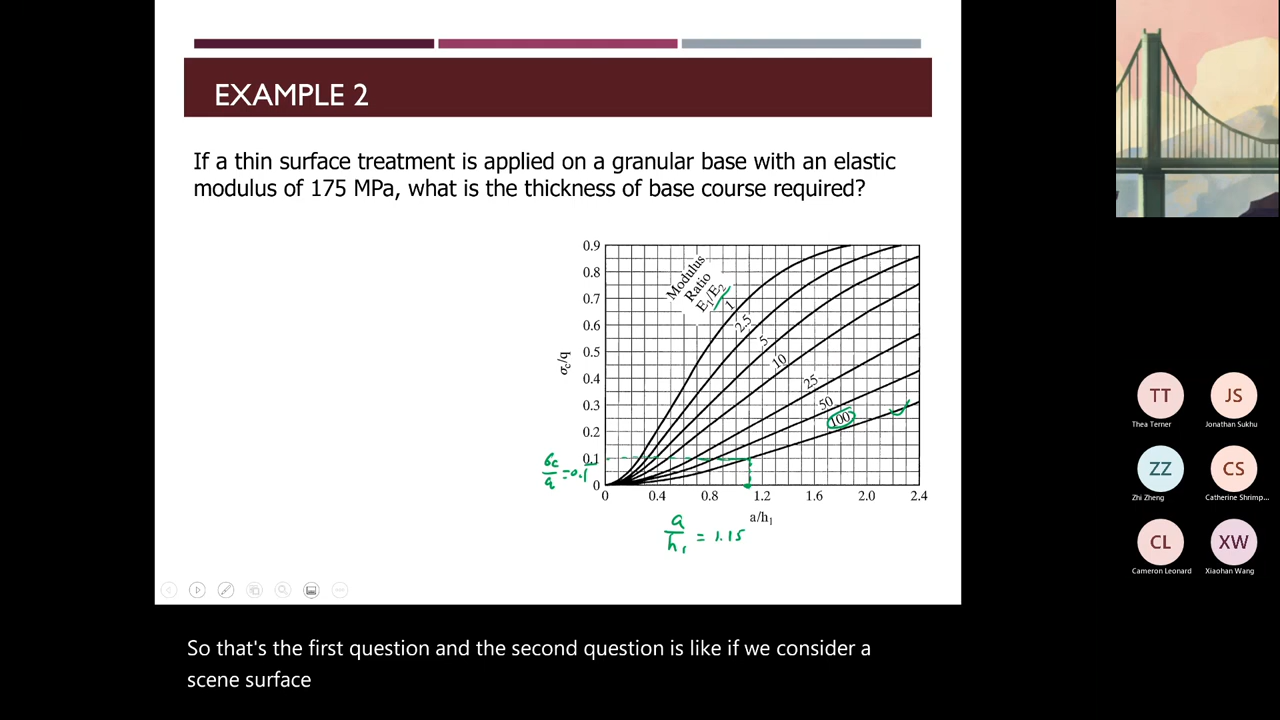 EXAMPLE 2
If a thin surface treatment is applied on a granular base with an elastic
modulus of 175 MPa, what is the thickness of base course required?
0.9
0.8
0.7
0.6
0.5
0.4
0.3
0.2
0.1
0
σc/q
Modulus
Ratio
E1/E2
1
2.5
5
10
25
50
100
σc/q = 0.1
0 0.4 0.8 1.2 1.6 2.0 2.4
a/h1
a/h1 = 1.15
TT JS
Thea Terner Jonathan Sukhu
ZZ CS
Zhi Zheng Catherine Shrimp...
CL XW
Cameron Leonard Xiaohan Wang
So that's the first question and the second question is like if we consider a
scene surface